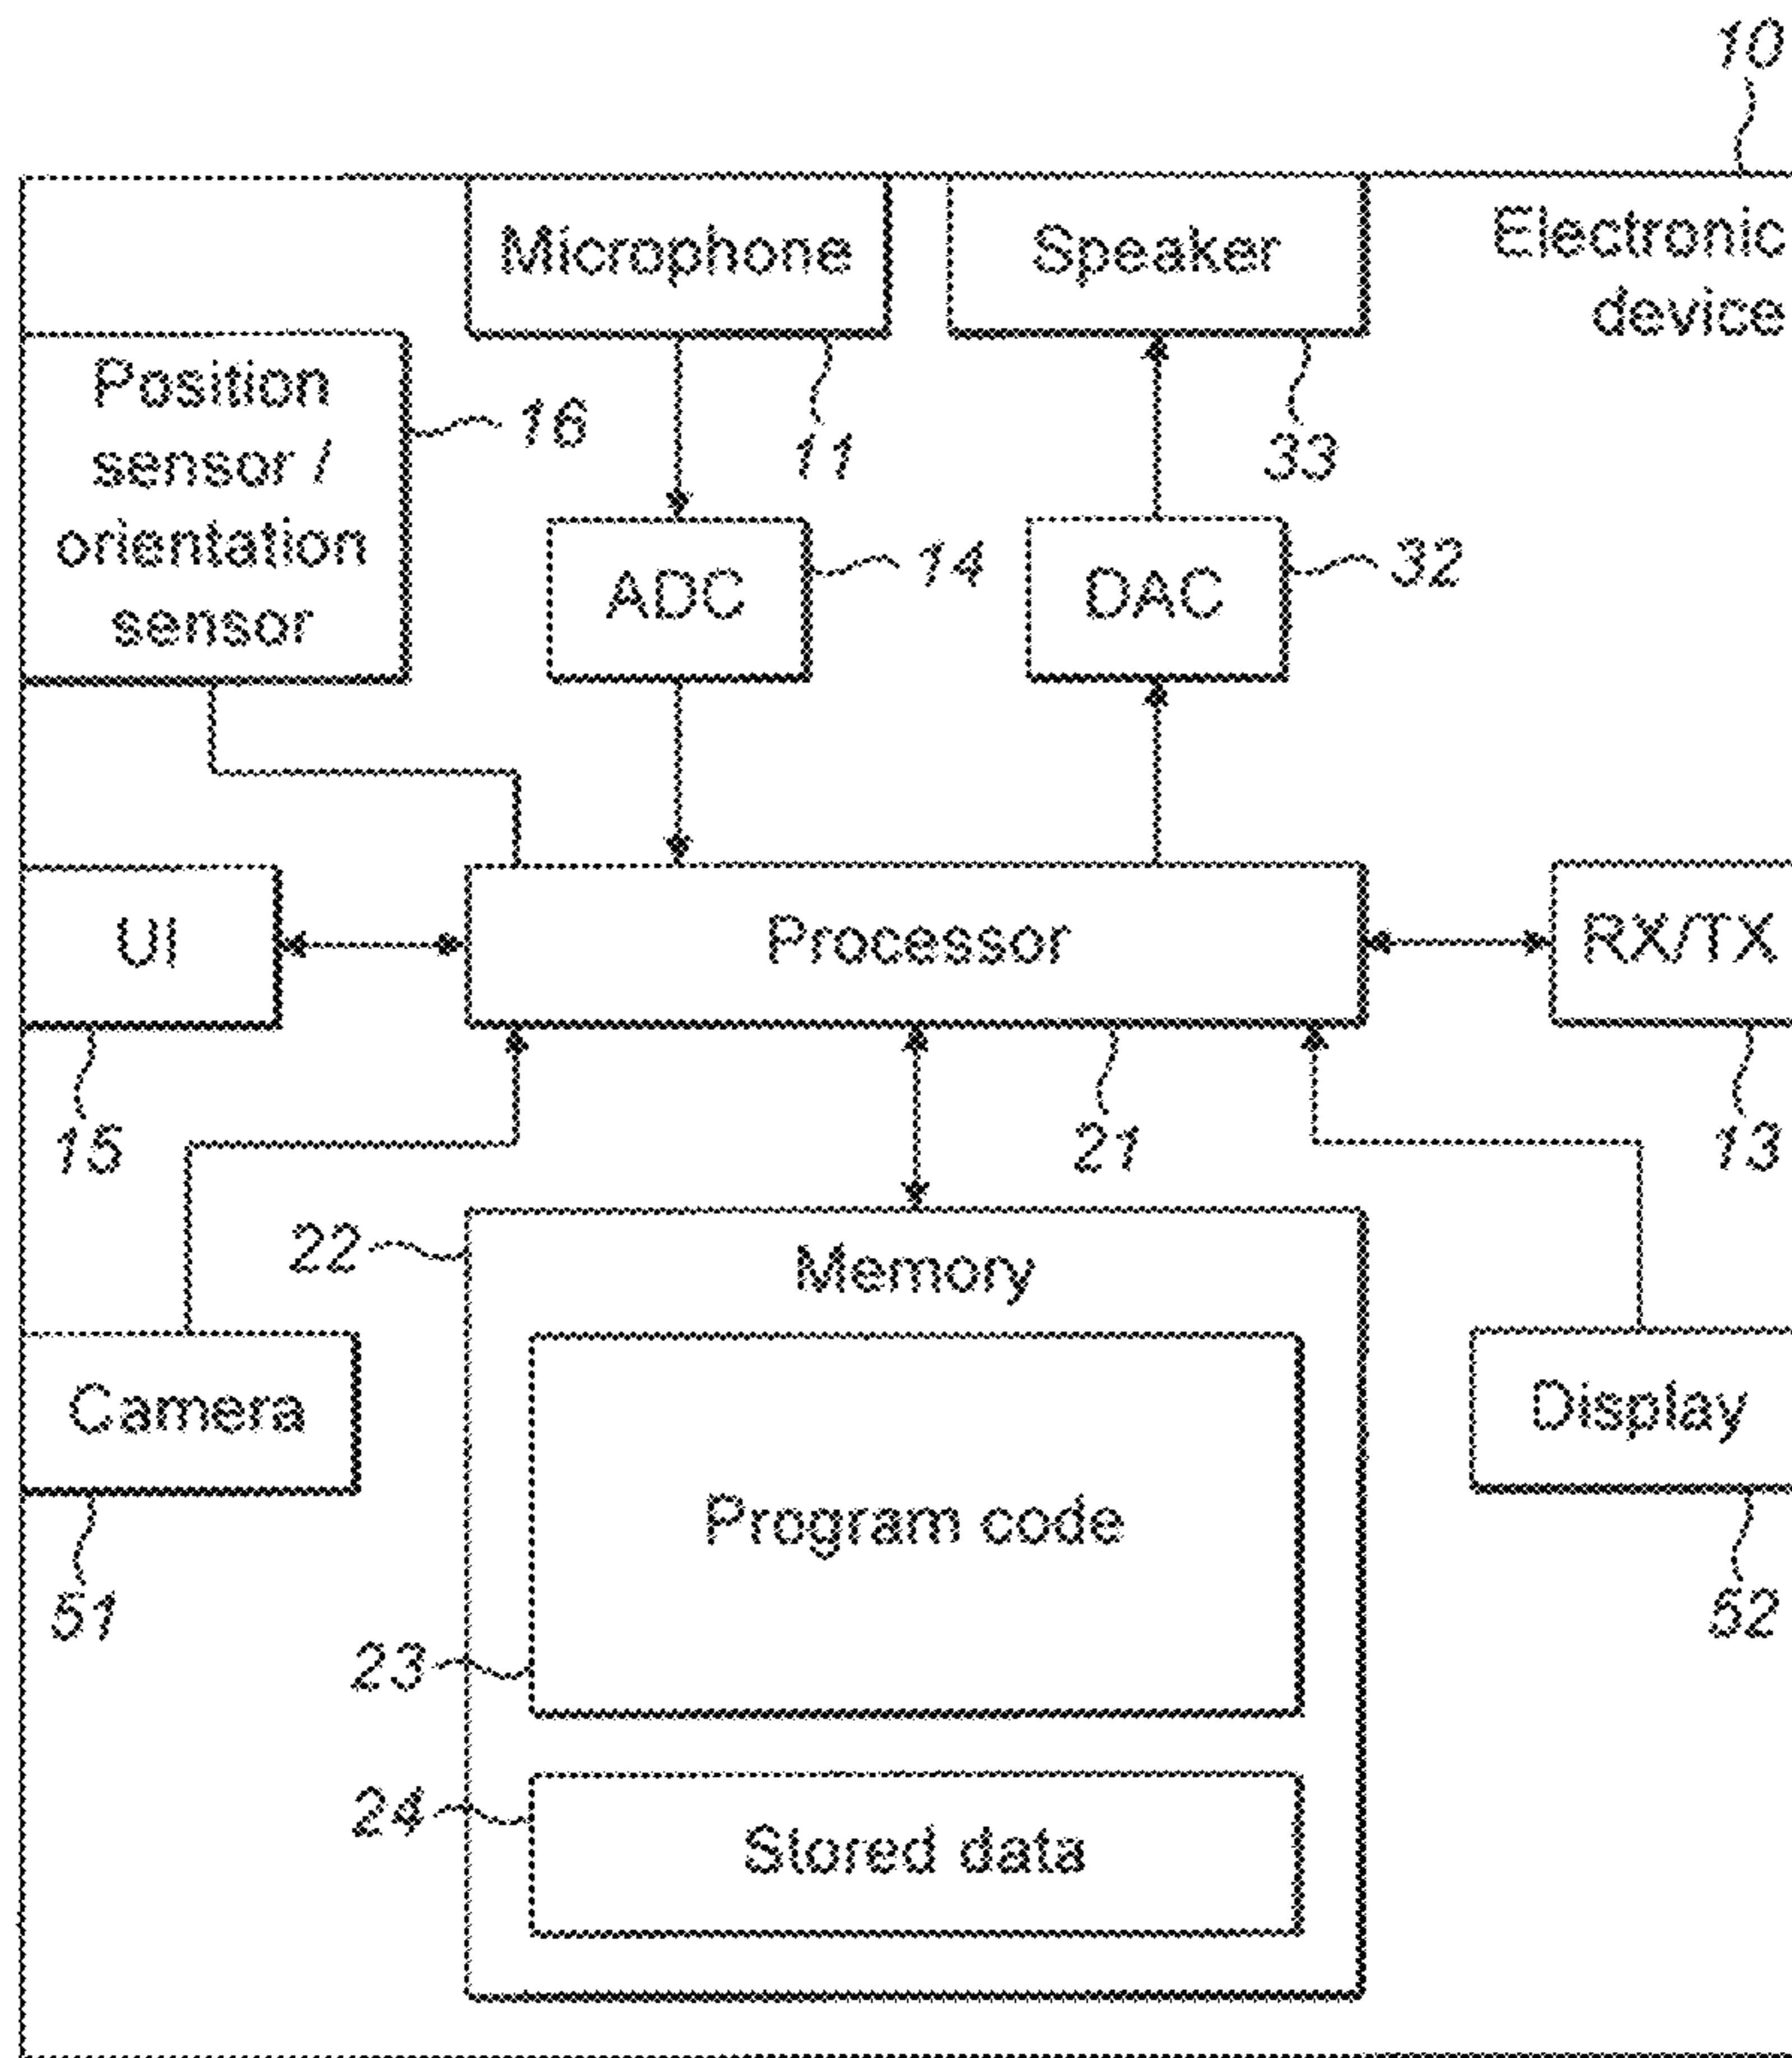 10
Microphone
Speaker
Electronic
device
Position
sensor /
orientation
sensor
16
11
33
ADC
14
DAC
32
UI
Processor
RX/TX
15
21
13
22
Memory
Camera
Display
Program code
51
52
23
24
Stored data